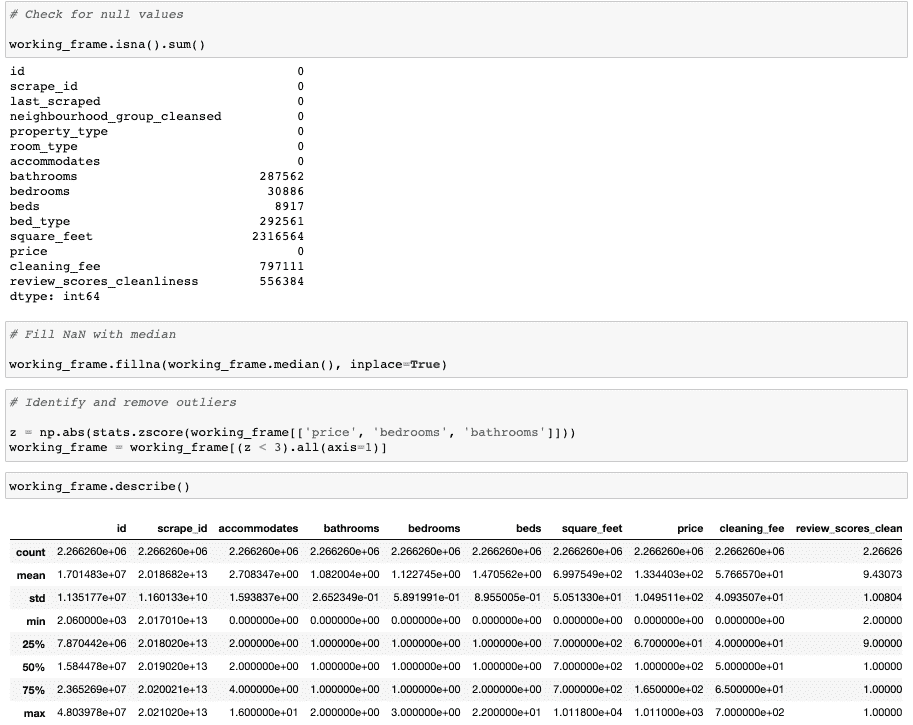 # Check for null values
working_frame.isna().sum()
id 0
scrape_id 0
last_scraped 0
neighbourhood_group_cleansed 0
property_type 0
room_type 0
accommodates 0
bathrooms 287562
bedrooms 30886
beds 8917
bed_type 292561
square_feet 2316564
price 0
cleaning_fee 797111
review_scores_cleanliness 556384
dtype: int64
# Fill NaN with median
working_frame.fillna(working_frame.median(), inplace=True)
# Identify and remove outliers
z = np.abs(stats.zscore(working_frame[['price', 'bedrooms', 'bathrooms']]))
working_frame = working_frame[(z < 3).all(axis=1)]
working_frame.describe()
id scrape_id accommodates bathrooms bedrooms beds square_feet price cleaning_fee review_scores_clean
count 2.266260e+06 2.266260e+06 2.266260e+06 2.266260e+06 2.266260e+06 2.266260e+06 2.266260e+06 2.266260e+06 2.266260e+06 2.26626
mean 1.701483e+07 2.018682e+13 2.708347e+00 1.082004e+00 1.122745e+00 1.470562e+00 6.997549e+02 1.334403e+02 5.766570e+01 9.43073
std 1.135177e+07 1.160133e+10 1.593837e+00 2.652349e-01 5.891991e-01 8.955005e-01 5.051330e+01 1.049511e+02 4.093507e+01 1.00804
min 2.060000e+03 2.017010e+13 0.000000e+00 0.000000e+00 0.000000e+00 0.000000e+00 0.000000e+00 0.000000e+00 0.000000e+00 2.00000
25% 7.870442e+06 2.018020e+13 2.000000e+00 1.000000e+00 1.000000e+00 1.000000e+00 7.000000e+02 6.700000e+01 4.000000e+01 9.00000
50% 1.584478e+07 2.019020e+13 2.000000e+00 1.000000e+00 1.000000e+00 1.000000e+00 7.000000e+02 1.000000e+02 5.000000e+01 1.00000
75% 2.365269e+07 2.020021e+13 4.000000e+00 1.000000e+00 1.000000e+00 2.000000e+00 7.000000e+02 1.650000e+02 6.500000e+01 1.00000
max 4.803978e+07 2.021020e+13 1.600000e+01 2.000000e+00 3.000000e+00 2.200000e+01 1.011800e+04 1.011000e+03 7.000000e+02 1.00000